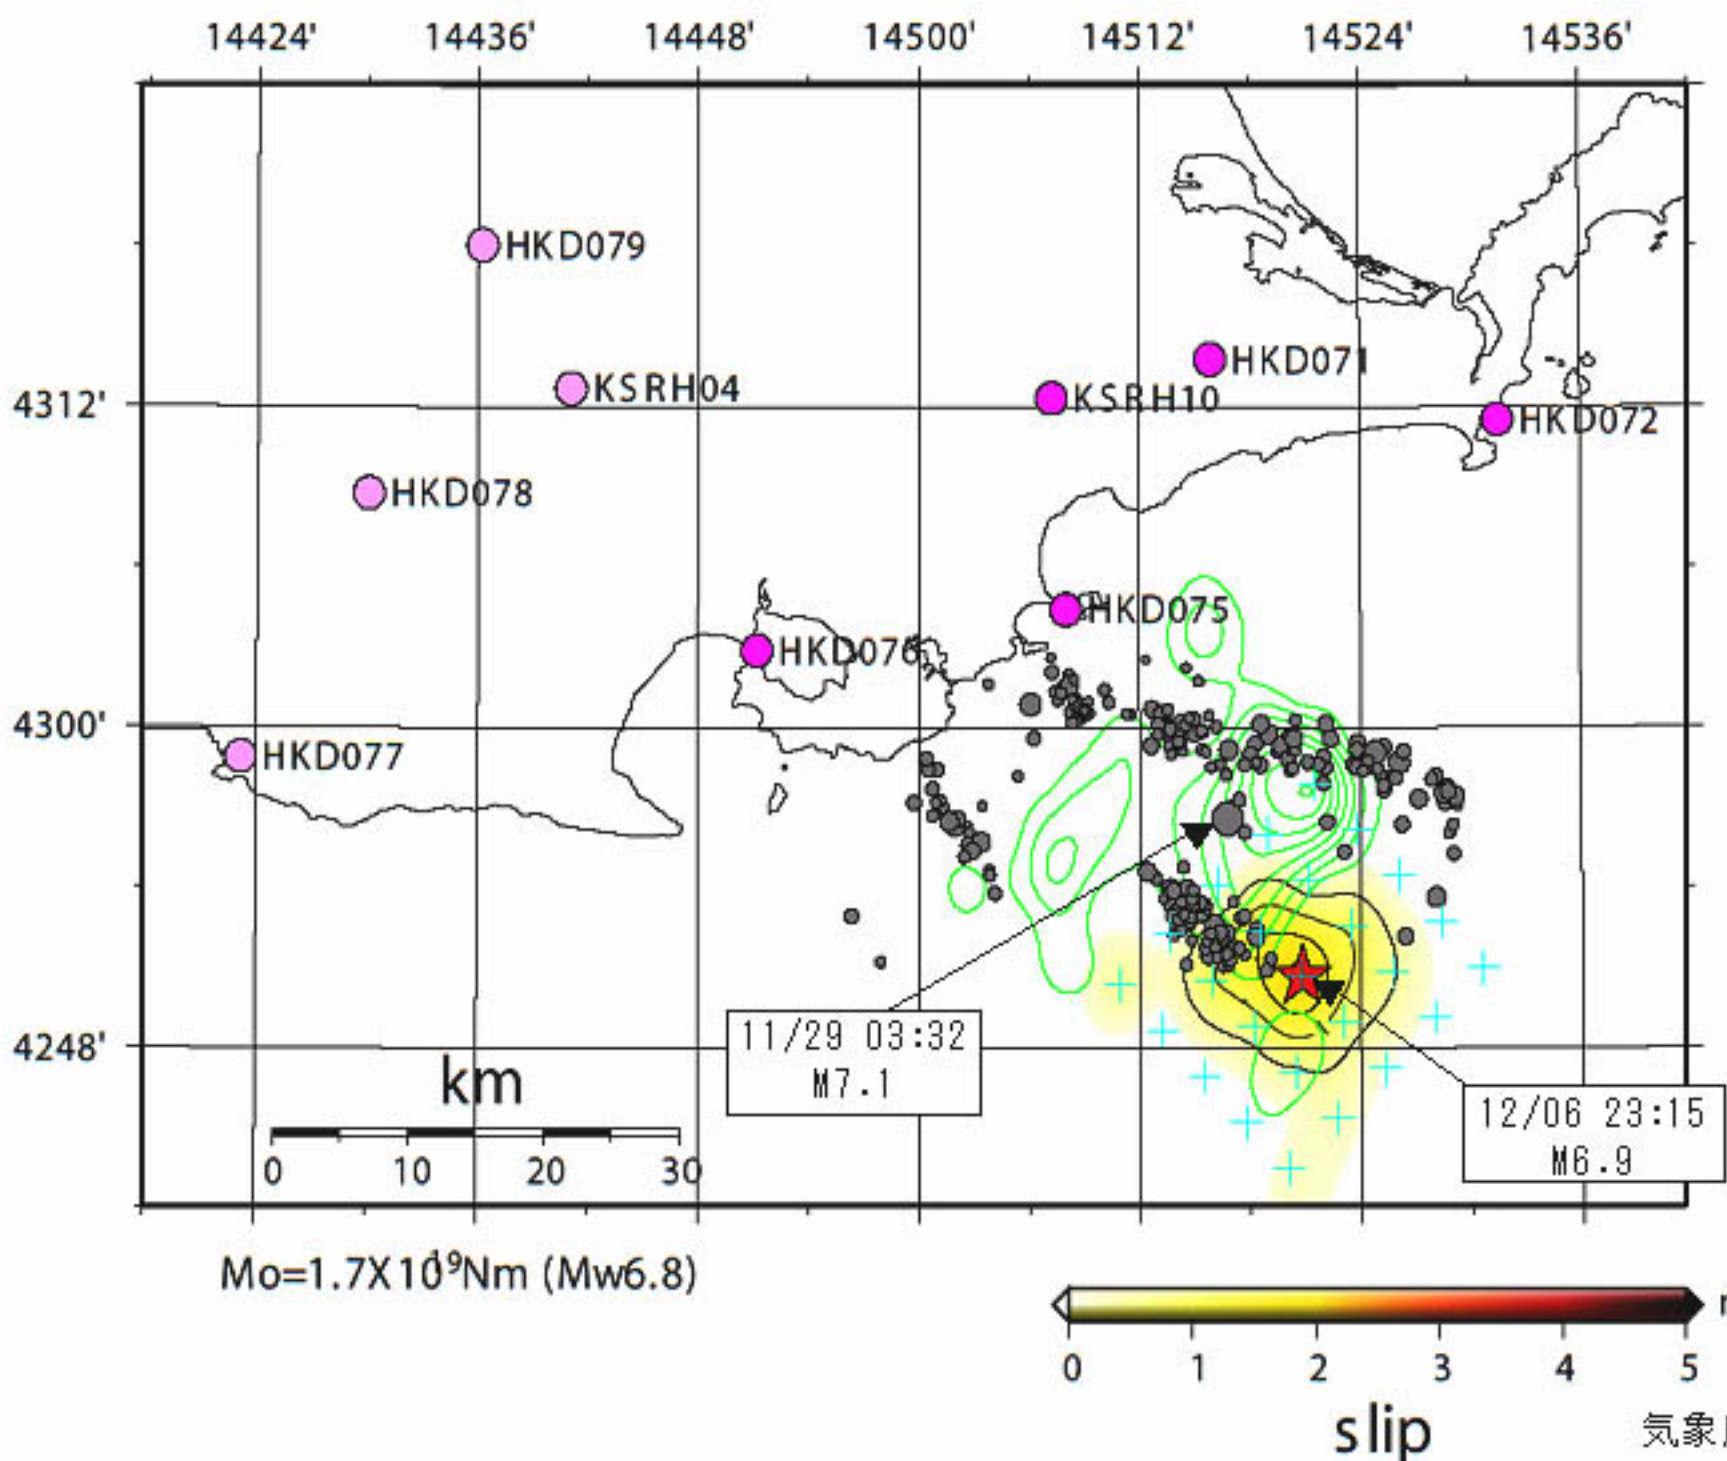 14424' 14436' 14448' 14500' 14512' 14524' 14536'
HKD079
HKD071
4312'
KSRH04
KSRH10
HKD072
HKD078
HKD075
HKD076
4300'
HKD077
4248'
11/29 03:32
M7.1
km
0 10 20 30
12/06 23:15
M6.9
Mo=1.7X10¹⁹Nm (Mw6.8)
0 1 2 3 4 5
slip
気象